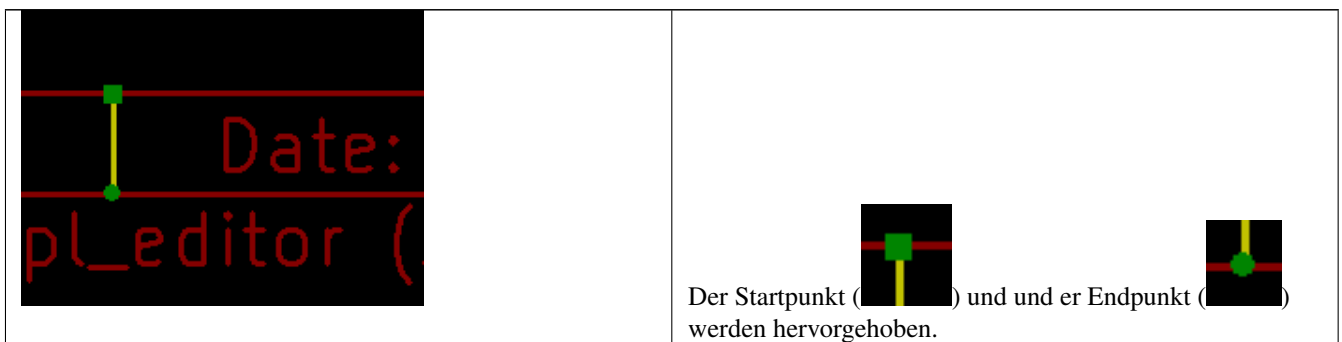 Date:
pl_editor (
Der Startpunkt ( ) und und er Endpunkt ( )
werden hervorgehoben.